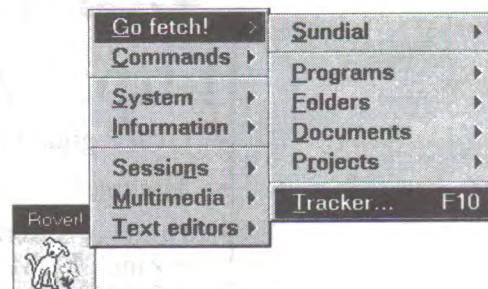 Go fetch!
Commands
System
Information
Sessions
Multimedia
Text editors
Sundial
Programs
Folders
Documents
Projects
Tracker... F10
Rover!